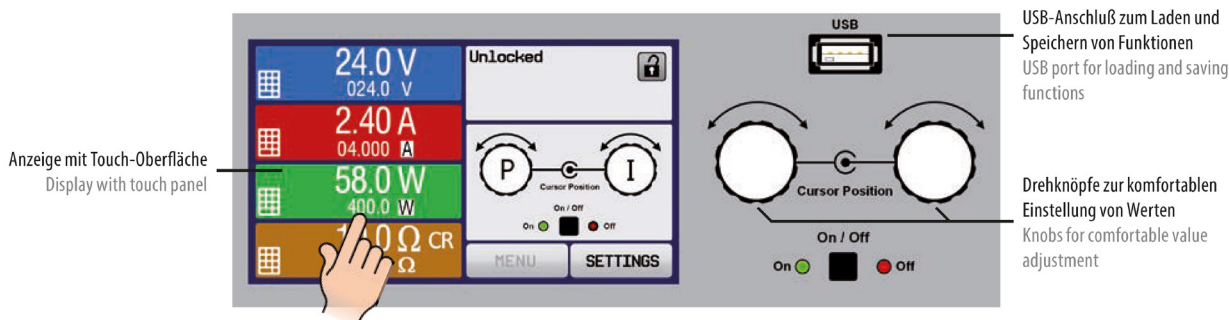 Anzeige mit Touch-Oberfläche
Display with touch panel
24.0 V
024.0 V
2.40 A
04.000 A
58.0 W
400.0 W
Ω CR
Ω
Unlocked
P
I
Cursor Position
On / Off
On
Off
MENU
SETTINGS
USB
Cursor Position
On / Off
On
Off
USB-Anschluß zum Laden und
Speichern von Funktionen
USB port for loading and saving
functions
Drehknöpfe zur komfortablen
Einstellung von Werten
Knobs for comfortable value
adjustment